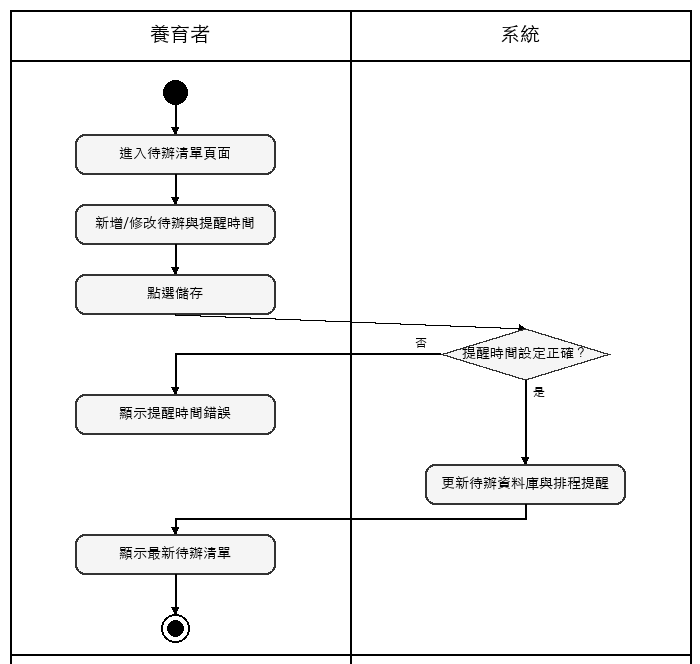 養育者
系統
進入待辦清單頁面
新增/修改待辦與提醒時間
點選儲存
提醒時間設定正確？
否
是
顯示提醒時間錯誤
更新待辦資料庫與排程提醒
顯示最新待辦清單